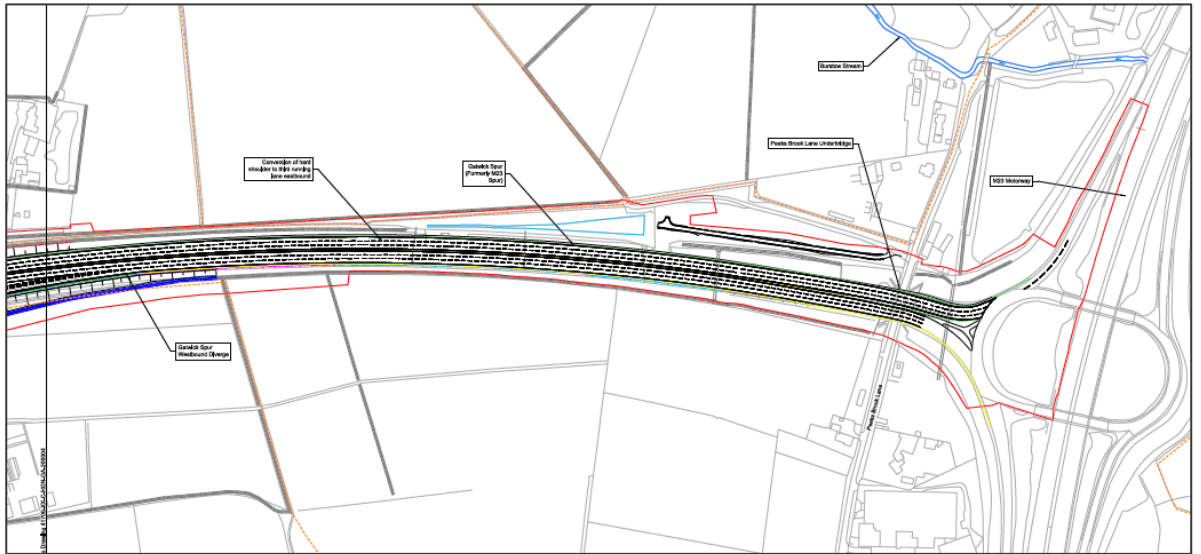 Burstow Stream
Peeks Brook Lane Underbridge
Conversion of hard
shoulder to third running
lane eastbound
Gatwick Spur
(Formerly M23
Spur)
M23 Motorway
Gatwick Spur
Westbound Diverge
Peeks Brook Lane